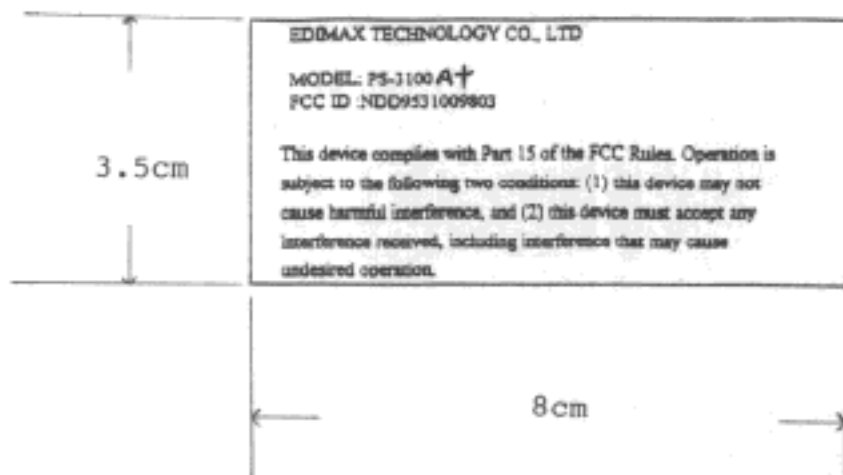 EDIMAX TECHNOLOGY CO., LTD
MODEL: PS-3100 A+
FCC ID :NDD9531009803
This device complies with Part 15 of the FCC Rules. Operation is
subject to the following two conditions: (1) this device may not
cause harmful interference, and (2) this device must accept any
interference received, including interference that may cause
undesired operation.
3.5cm
8cm